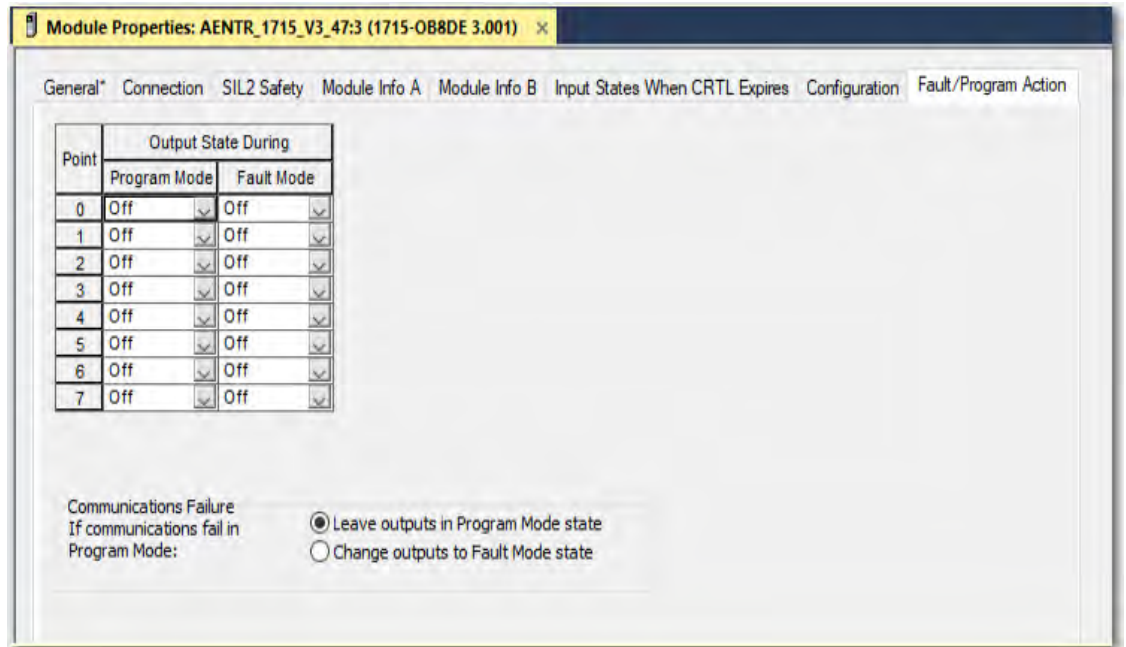 Module Properties: AENTR_1715_V3_47:3 (1715-OB8DE 3.001) ×
General* Connection SIL2 Safety Module Info A Module Info B Input States When CRTL Expires Configuration Fault/Program Action
Point Output State During
Program Mode Fault Mode
0 Off Off
1 Off Off
2 Off Off
3 Off Off
4 Off Off
5 Off Off
6 Off Off
7 Off Off
Communications Failure
If communications fail in
Program Mode:
Leave outputs in Program Mode state
Change outputs to Fault Mode state